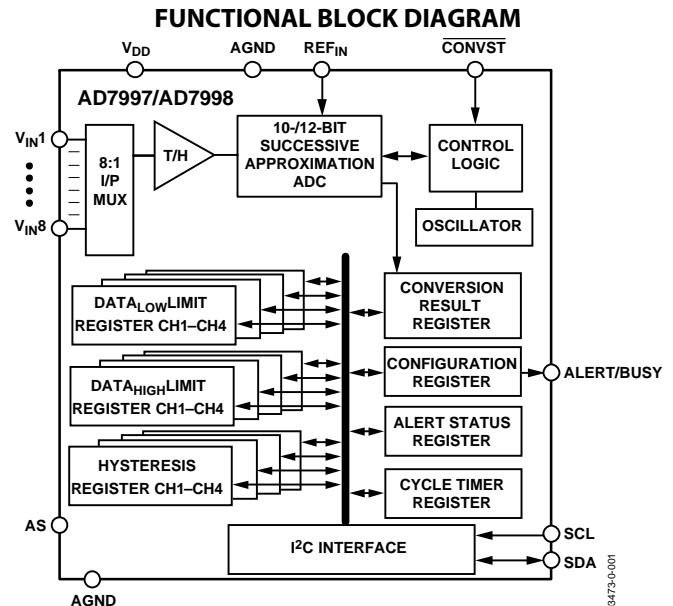 FUNCTIONAL BLOCK DIAGRAM
VDD
AGND
REFIN
CONVST
AD7997/AD7998
VIN1
VIN8
8:1
I/P
MUX
T/H
10-/12-BIT
SUCCESSIVE
APPROXIMATION
ADC
CONTROL
LOGIC
OSCILLATOR
DATALOWLIMIT
REGISTER CH1–CH4
CONVERSION
RESULT
REGISTER
DATAHIGHLIMIT
REGISTER CH1–CH4
CONFIGURATION
REGISTER
ALERT/BUSY
ALERT STATUS
REGISTER
HYSTERESIS
REGISTER CH1–CH4
CYCLE TIMER
REGISTER
AS
I2C INTERFACE
SCL
SDA
AGND
3473-0-001